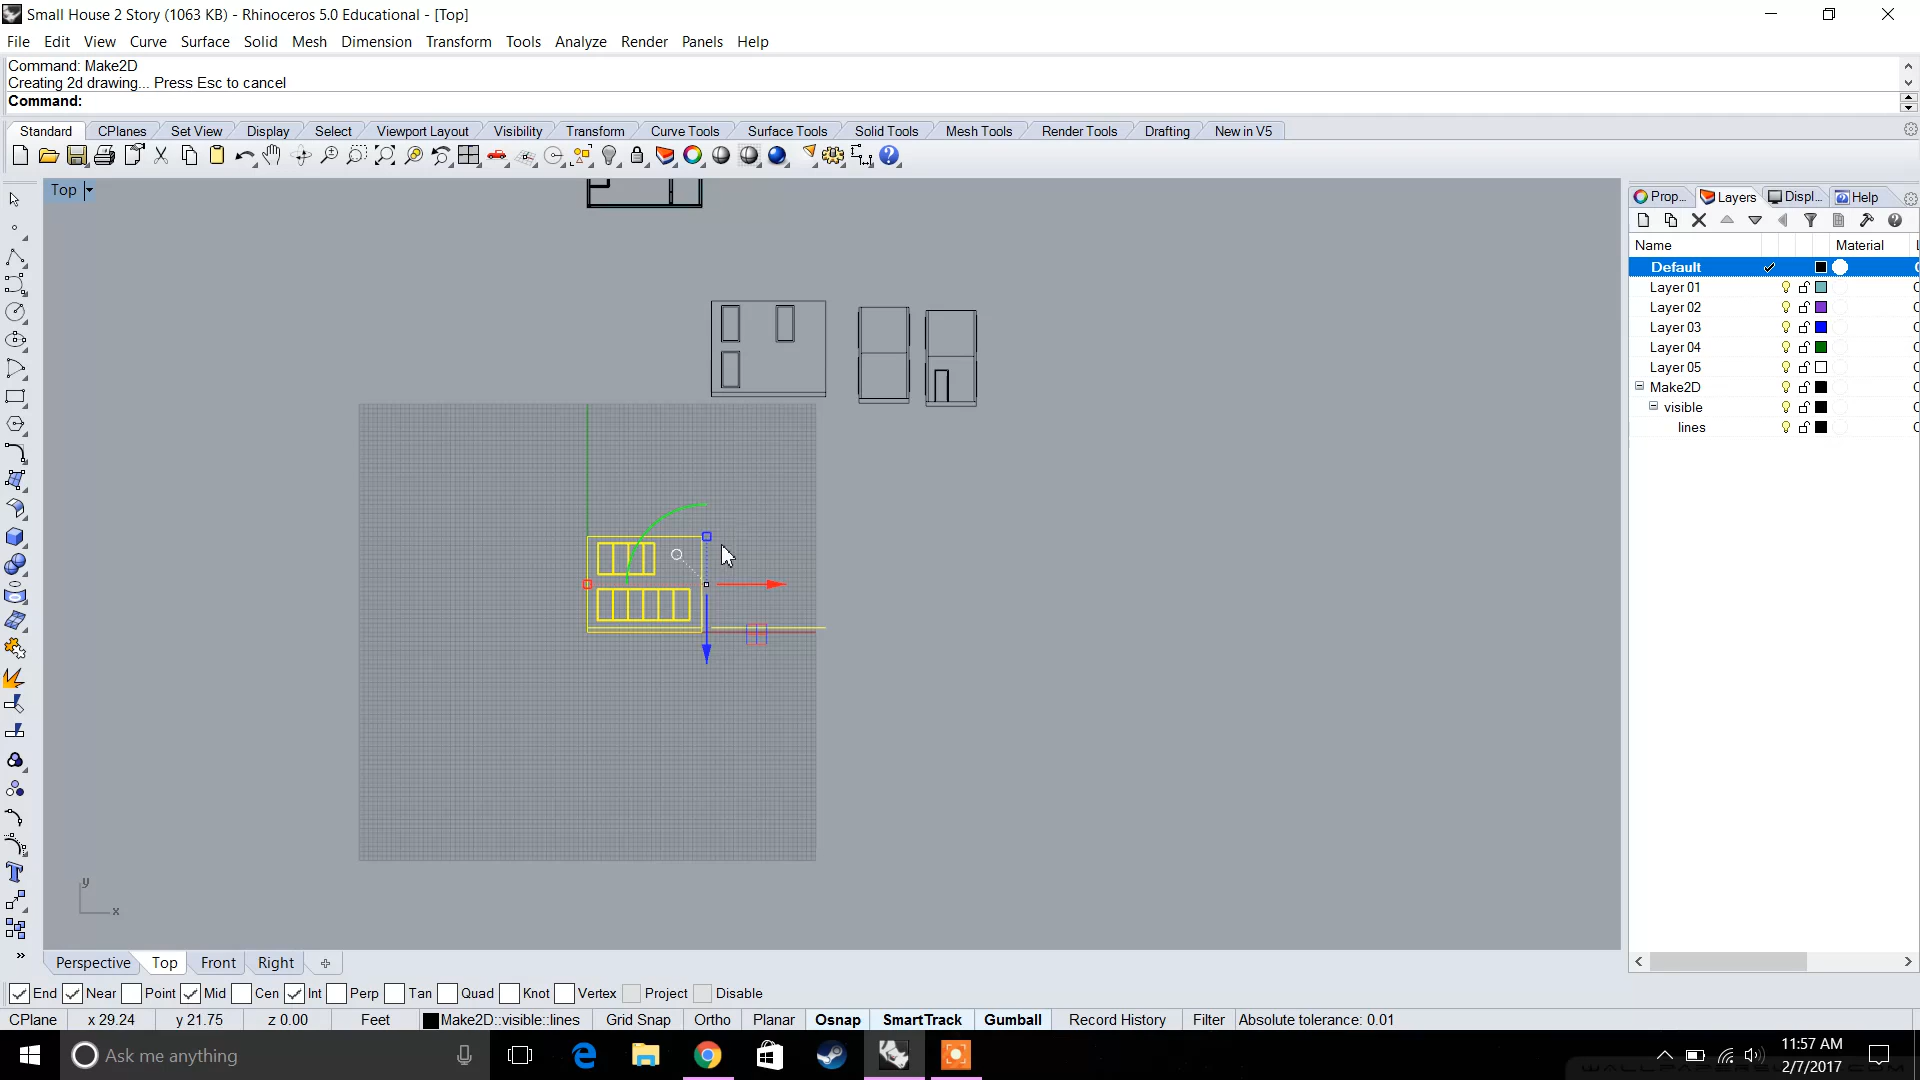 Small House 2 Story (1063 KB) - Rhinoceros 5.0 Educational - [Top]
File Edit View Curve Surface Solid Mesh Dimension Transform Tools Analyze Render Panels Help
Command: Make2D
Creating 2d drawing... Press Esc to cancel
Command:
Standard CPlanes Set View Display Select Viewport Layout Visibility Transform Curve Tools Surface Tools Solid Tools Mesh Tools Render Tools Drafting New in V5
Top
Prop... Layers Displ... Help
Name Material
Default
Layer 01
Layer 02
Layer 03
Layer 04
Layer 05
Make2D
visible
lines
y
x
Perspective Top Front Right
End Near Point Mid Cen Int Perp Tan Quad Knot Vertex Project Disable
CPlane x 29.24 y 21.75 z 0.00 Feet Make2D::visible::lines Grid Snap Ortho Planar Osnap SmartTrack Gumball Record History Filter Absolute tolerance: 0.01
Ask me anything
11:57 AM
2/7/2017